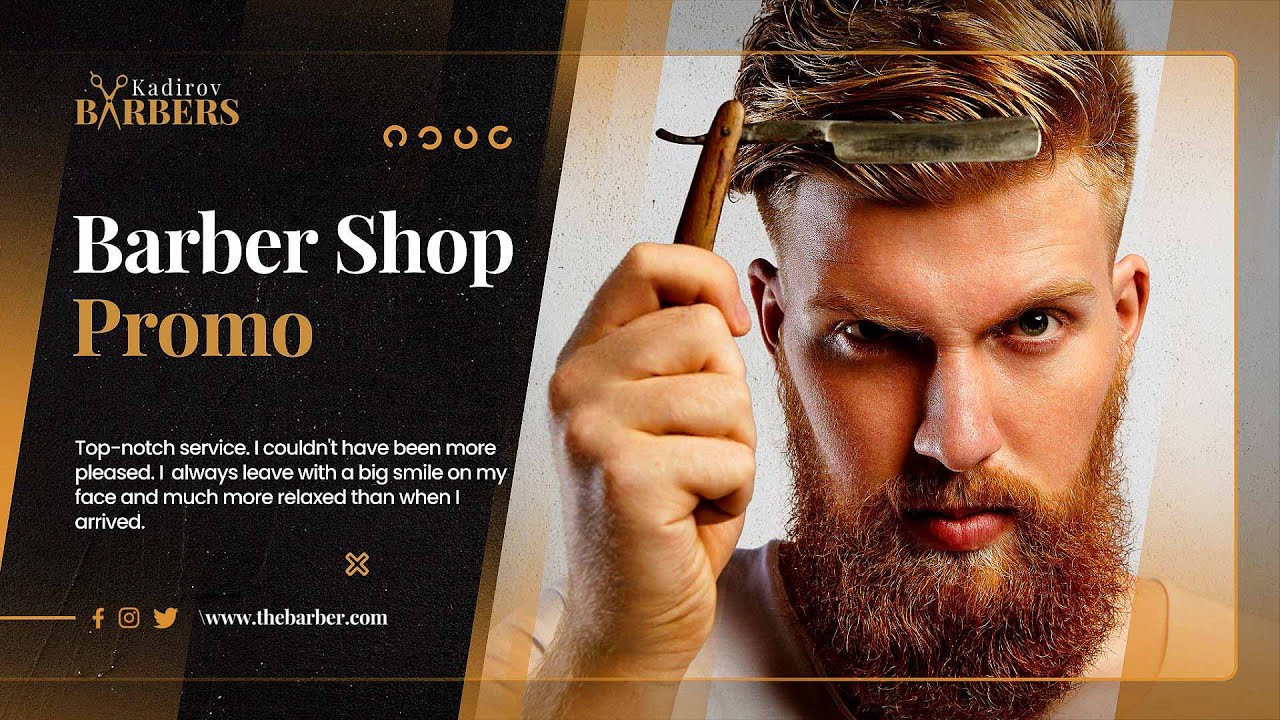 Kadirov
BARBERS
Barber Shop
Promo
Top-notch service. I couldn't have been more
pleased. I always leave with a big smile on my
face and much more relaxed than when I
arrived.
\www.thebarber.com